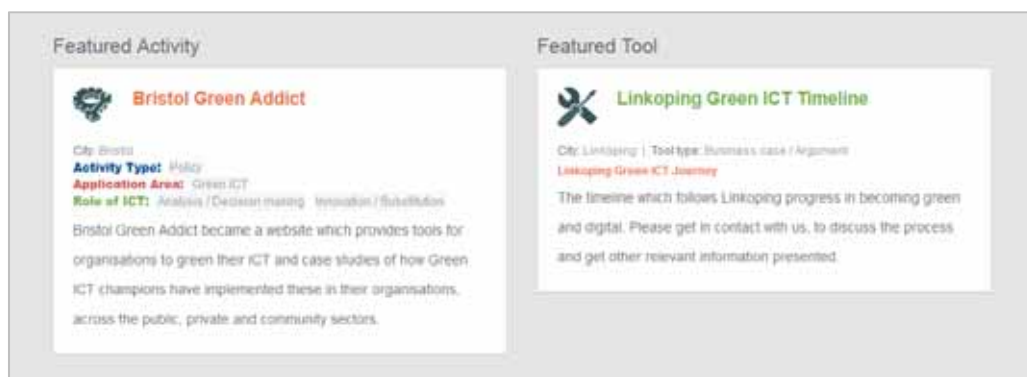 Featured Activity
Bristol Green Addict
City: Bristol
Activity Type: Policy
Application Area: Green ICT
Role of ICT: Analysis / Decision making Innovation / Substitution
Bristol Green Addict became a website which provides tools for
organisations to green their ICT and case studies of how Green
ICT champions have implemented these in their organisations,
across the public, private and community sectors.
Featured Tool
Linkoping Green ICT Timeline
City: Linkoping | Tool type: Business case / Argument
Linkoping Green ICT Journey
The timeline which follows Linkoping progress in becoming green
and digital. Please get in contact with us, to discuss the process
and get other relevant information presented.